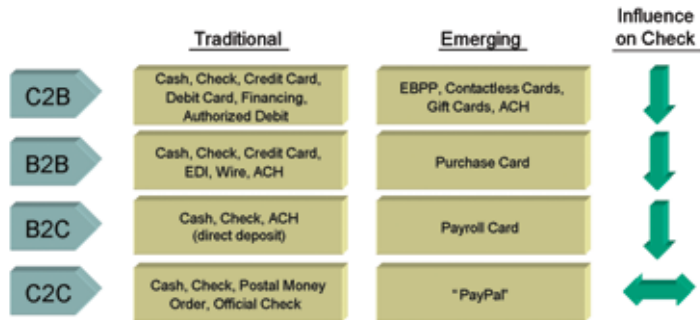 Influence
on Check
Traditional
Emerging
C2B
Cash, Check, Credit Card,
Debit Card, Financing,
Authorized Debit
EBPP, Contactless Cards,
Gift Cards, ACH
B2B
Cash, Check, Credit Card,
EDI, Wire, ACH
Purchase Card
B2C
Cash, Check, ACH
(direct deposit)
Payroll Card
C2C
Cash, Check, Postal Money
Order, Official Check
"PayPal"